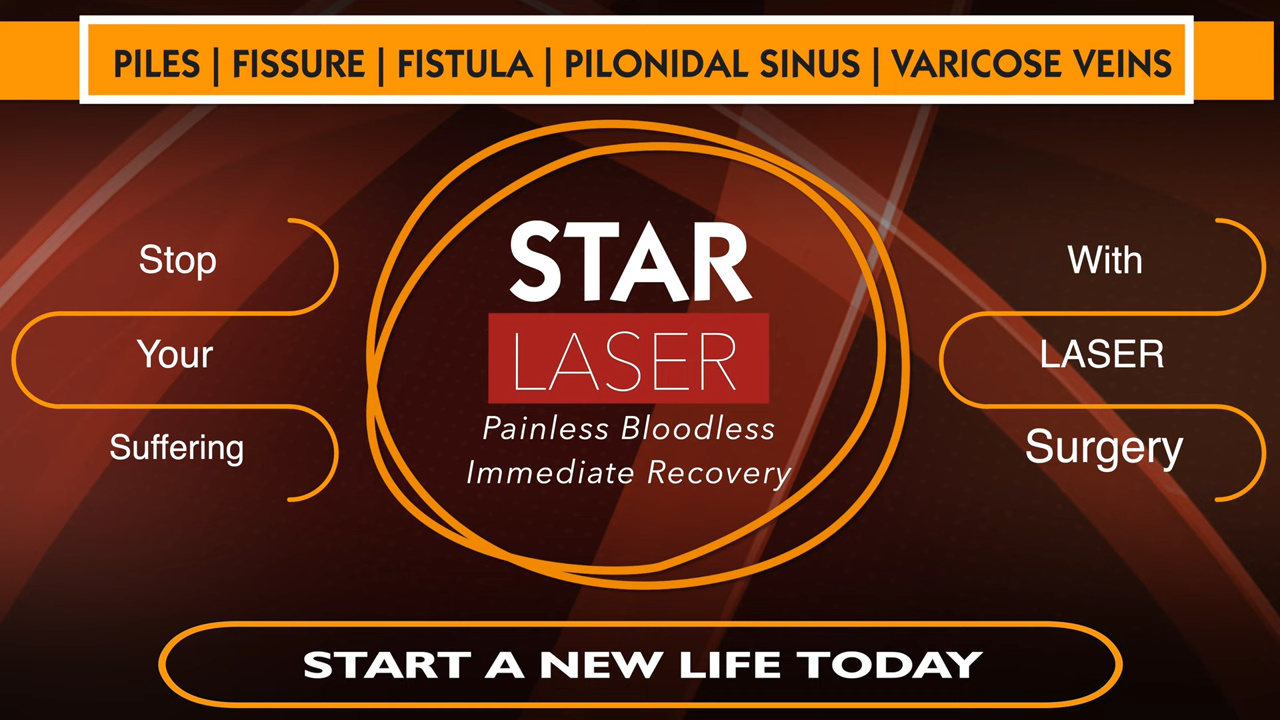 PILES | FISSURE | FISTULA | PILONIDAL SINUS | VARICOSE VEINS
Stop
Your
Suffering
STAR
LASER
Painless Bloodless
Immediate Recovery
With
LASER
Surgery
START A NEW LIFE TODAY